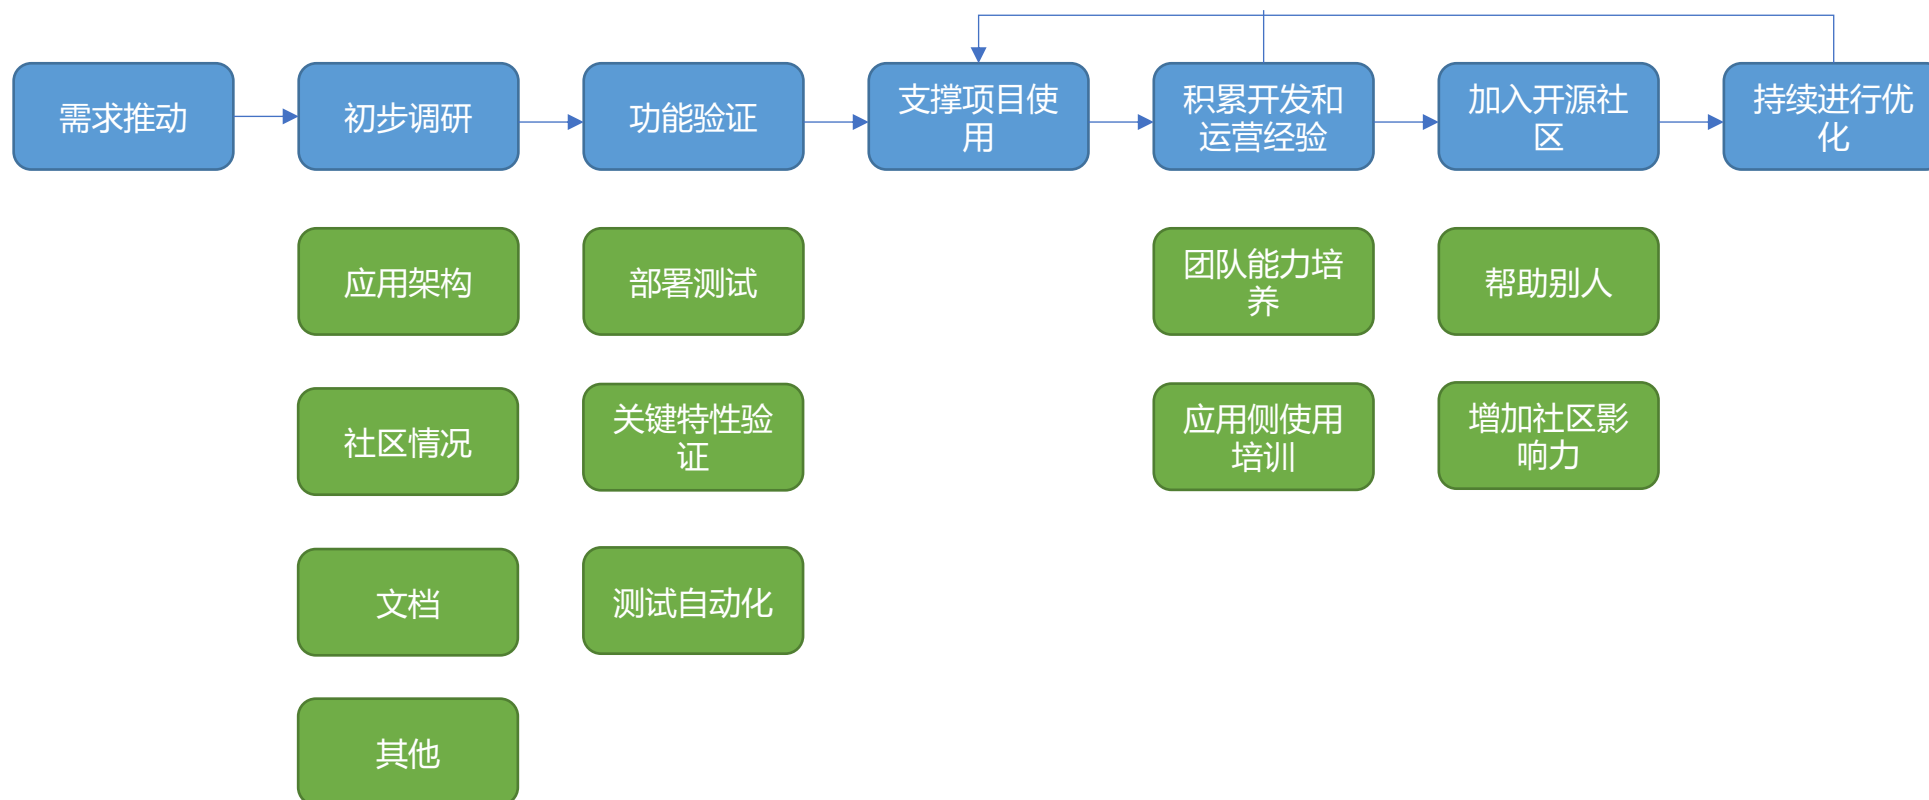 需求推动
初步调研
功能验证
支撑项目使
用
积累开发和
运营经验
加入开源社
区
持续进行优
化
应用架构
部署测试
团队能力培
养
帮助别人
社区情况
关键特性验
证
应用侧使用
培训
增加社区影
响力
文档
测试自动化
其他